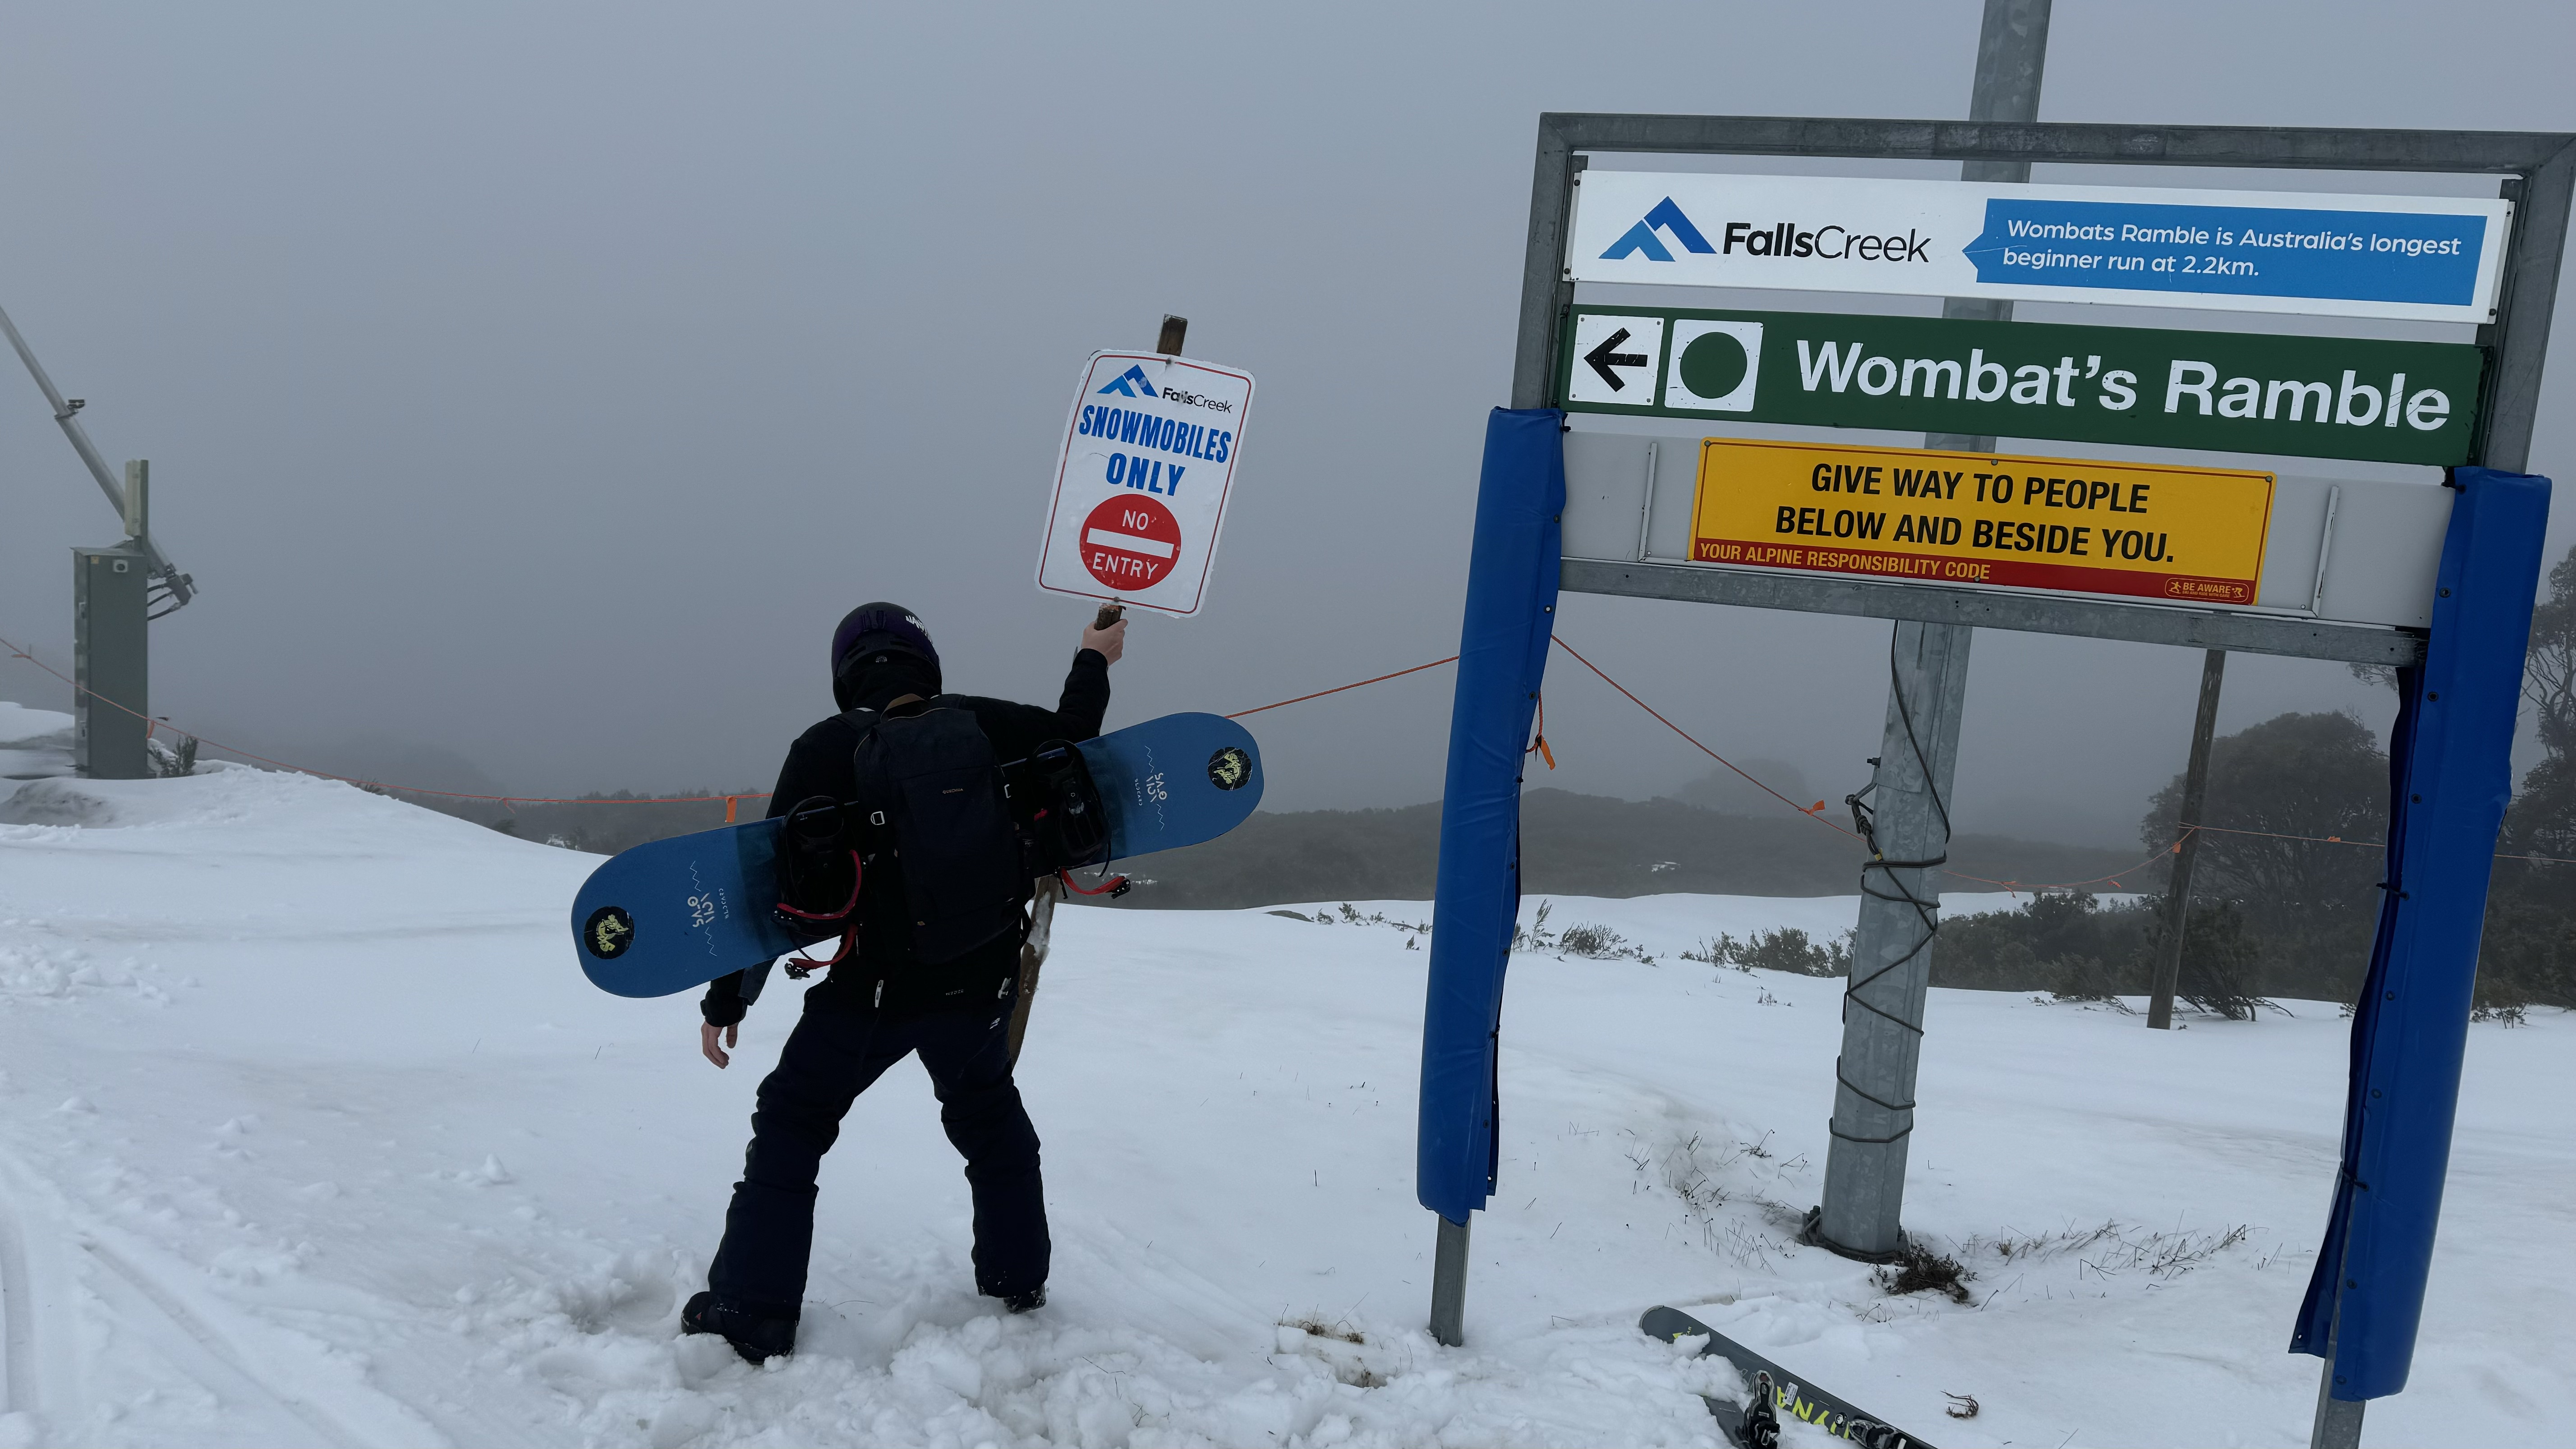 FallsCreek
Wombats Ramble is Australia's longest
beginner run at 2.2km.
Wombat's Ramble
GIVE WAY TO PEOPLE
BELOW AND BESIDE YOU.
YOUR ALPINE RESPONSIBILITY CODE
BE AWARE
FallsCreek
SNOWMOBILES
ONLY
NO
ENTRY